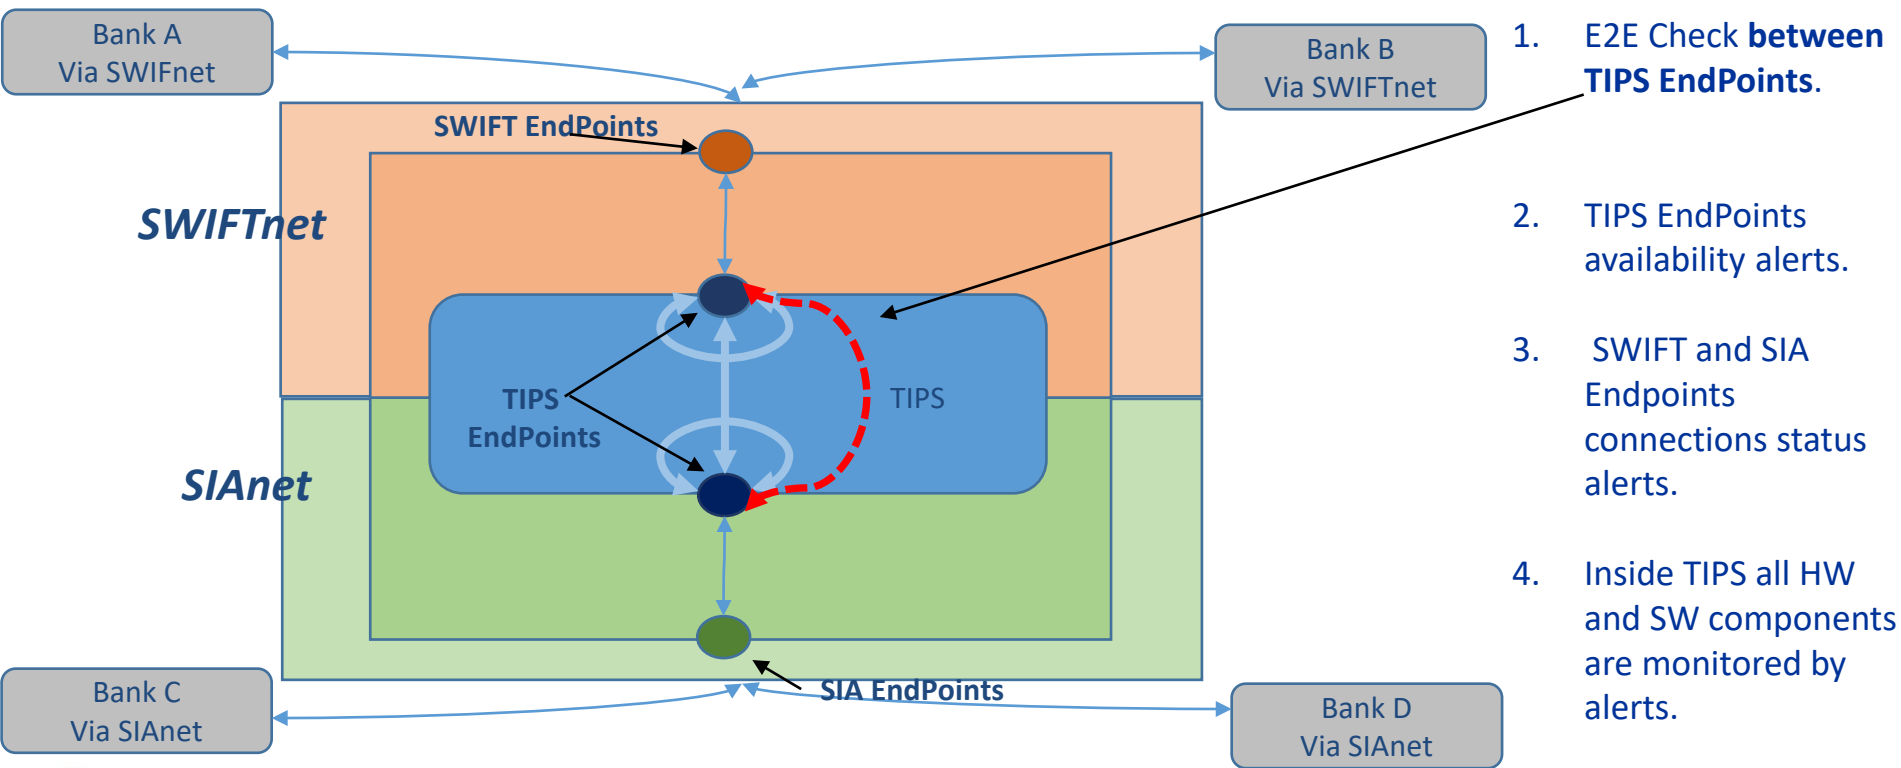 Bank A
Via SWIFnet
Bank B
Via SWIFTnet
SWIFT EndPoints
SWIFTnet
TIPS
EndPoints
TIPS
SIAnet
SIA EndPoints
Bank C
Via SIAnet
Bank D
Via SIAnet
1. E2E Check between
TIPS EndPoints.
2. TIPS EndPoints
availability alerts.
3. SWIFT and SIA
Endpoints
connections status
alerts.
4. Inside TIPS all HW
and SW components
are monitored by
alerts.